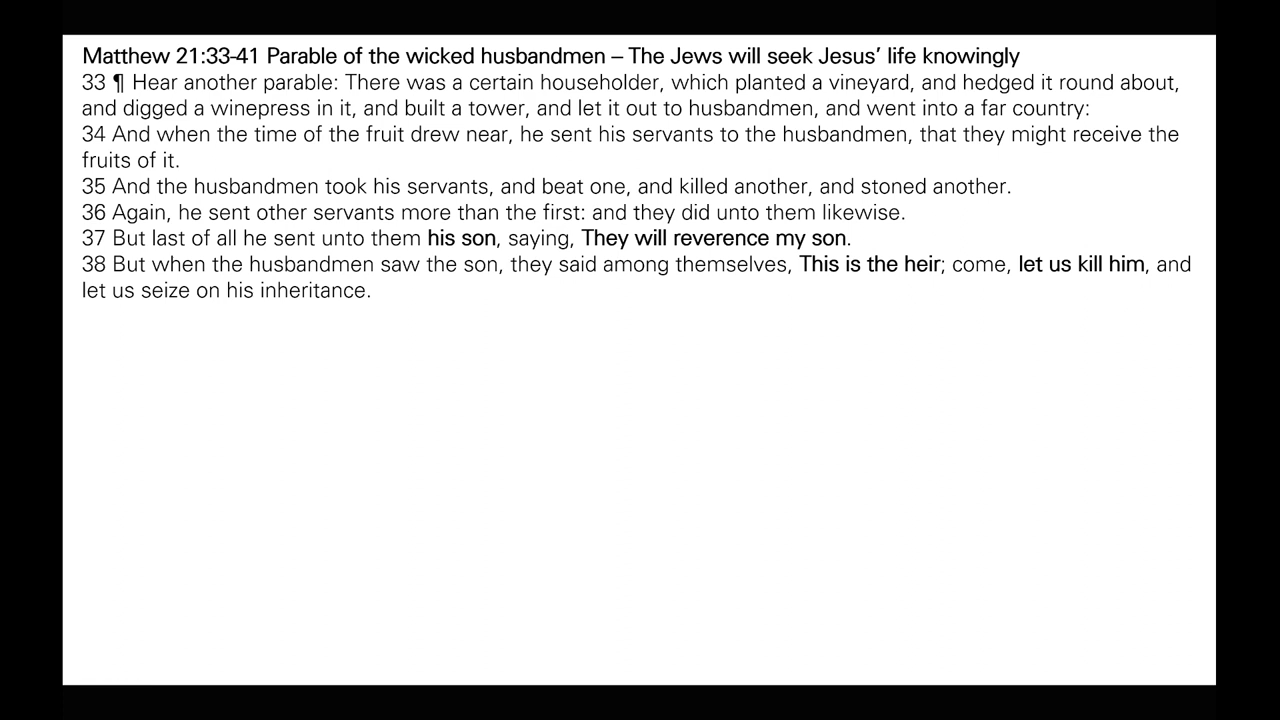 Matthew 21:33-41 Parable of the wicked husbandmen – The Jews will seek Jesus’ life knowingly
33 ¶ Hear another parable: There was a certain householder, which planted a vineyard, and hedged it round about,
and digged a winepress in it, and built a tower, and let it out to husbandmen, and went into a far country:
34 And when the time of the fruit drew near, he sent his servants to the husbandmen, that they might receive the
fruits of it.
35 And the husbandmen took his servants, and beat one, and killed another, and stoned another.
36 Again, he sent other servants more than the first: and they did unto them likewise.
37 But last of all he sent unto them his son, saying, They will reverence my son.
38 But when the husbandmen saw the son, they said among themselves, This is the heir; come, let us kill him, and
let us seize on his inheritance.